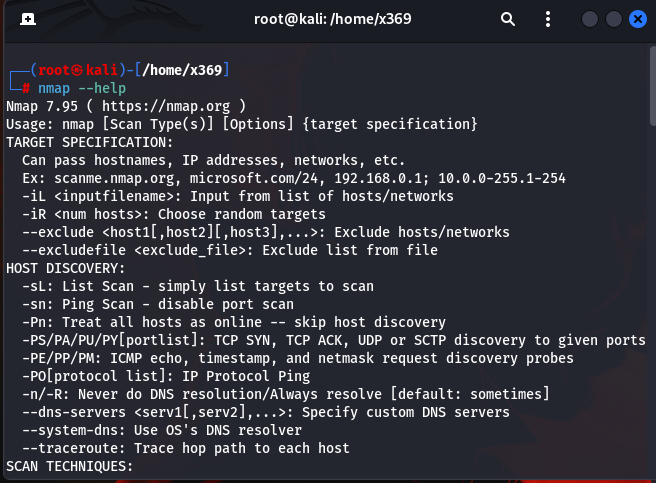 root@kali: /home/x369
┌──(root㉿kali)-[/home/x369]
└─# nmap --help
Nmap 7.95 ( https://nmap.org )
Usage: nmap [Scan Type(s)] [Options] {target specification}
TARGET SPECIFICATION:
  Can pass hostnames, IP addresses, networks, etc.
  Ex: scanme.nmap.org, microsoft.com/24, 192.168.0.1; 10.0.0-255.1-254
  -iL <inputfilename>: Input from list of hosts/networks
  -iR <num hosts>: Choose random targets
  --exclude <host1[,host2][,host3],...>: Exclude hosts/networks
  --excludefile <exclude_file>: Exclude list from file
HOST DISCOVERY:
  -sL: List Scan - simply list targets to scan
  -sn: Ping Scan - disable port scan
  -Pn: Treat all hosts as online -- skip host discovery
  -PS/PA/PU/PY[portlist]: TCP SYN, TCP ACK, UDP or SCTP discovery to given ports
  -PE/PP/PM: ICMP echo, timestamp, and netmask request discovery probes
  -PO[protocol list]: IP Protocol Ping
  -n/-R: Never do DNS resolution/Always resolve [default: sometimes]
  --dns-servers <serv1[,serv2],...>: Specify custom DNS servers
  --system-dns: Use OS's DNS resolver
  --traceroute: Trace hop path to each host
SCAN TECHNIQUES: